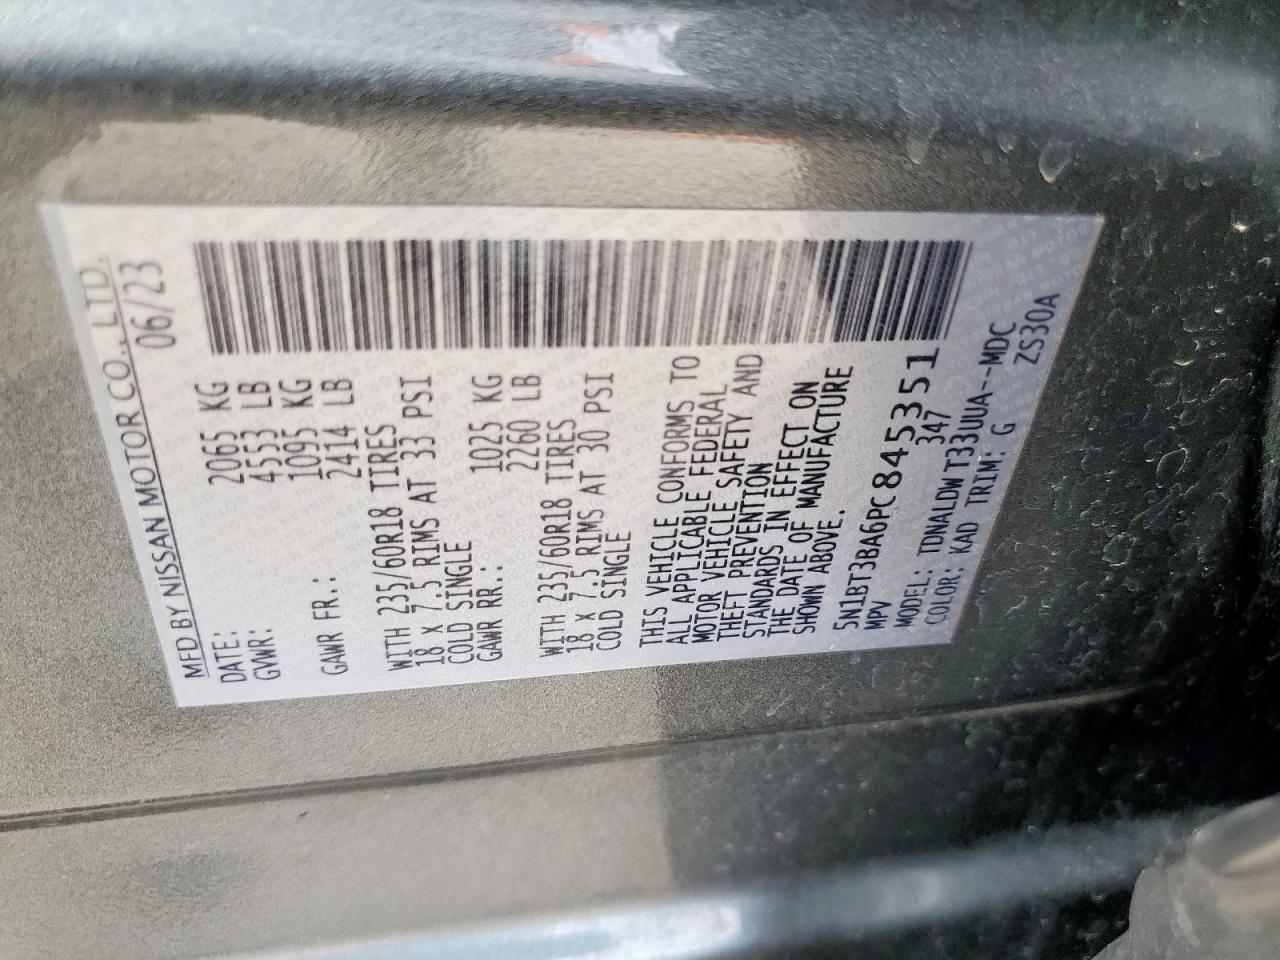 MFD BY NISSAN MOTOR CO., LTD.
DATE: 06/23
GVWR: 2065 KG
4553 LB
GAWR FR.: 1095 KG
2414 LB
WITH 235/60R18 TIRES
18 X 7.5 RIMS AT 33 PSI
COLD SINGLE
GAWR RR.: 1025 KG
2260 LB
WITH 235/60R18 TIRES
18 X 7.5 RIMS AT 30 PSI
COLD SINGLE
THIS VEHICLE CONFORMS TO
ALL APPLICABLE FEDERAL
MOTOR VEHICLE SAFETY AND
THEFT PREVENTION
STANDARDS IN EFFECT ON
THE DATE OF MANUFACTURE
SHOWN ABOVE.
5N1BT3BA6PC845351
MPV 347
MODEL: TDNALDWT33UUA--MDC
COLOR: KAD TRIM: G ZS30A